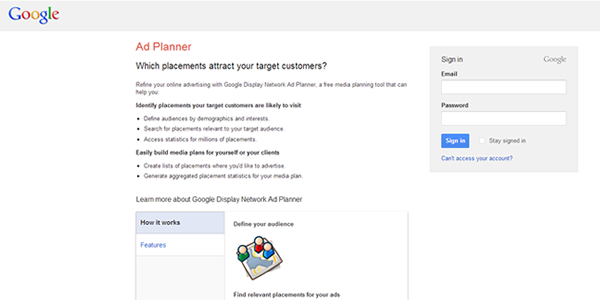 Google
Ad Planner
Which placements attract your target customers?
Refine your online advertising with Google Display Network Ad Planner, a free media planning tool that can
help you:
Identify placements your target customers are likely to visit
Define audiences by demographics and interests.
Search for placements relevant to your target audience.
Access statistics for millions of placements.
Easily build media plans for yourself or your clients
Create lists of placements where you'd like to advertise.
Generate aggregated placement statistics for your media plan.
Learn more about Google Display Network Ad Planner
How it works
Features
Define your audience
Find relevant placements for your ads
Sign in Google
Email
Password
Sign in Stay signed in
Can't access your account?